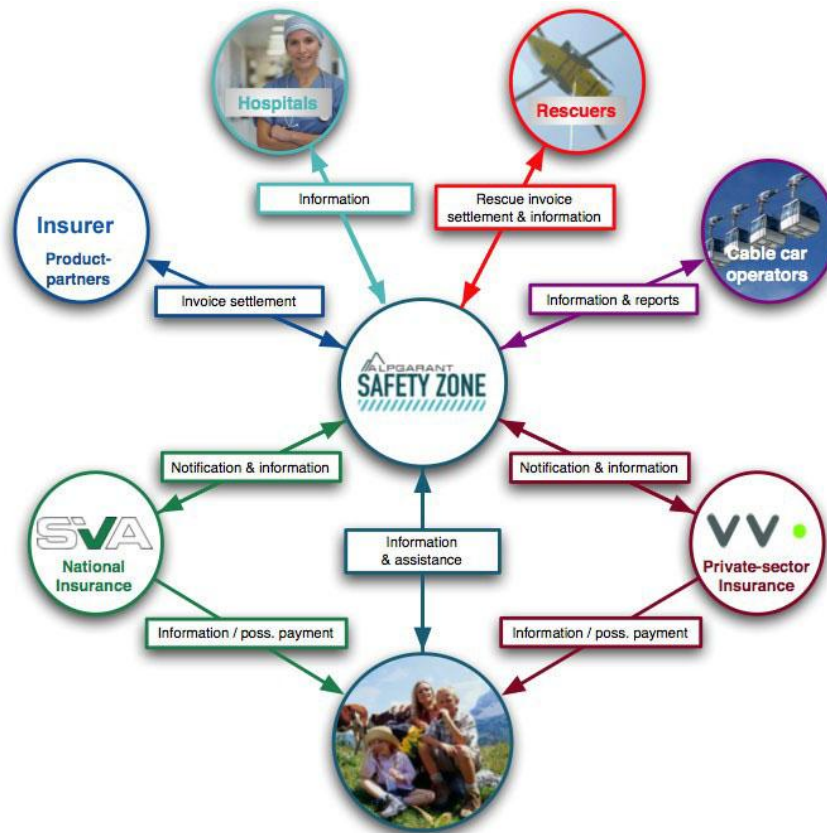 Hospitals
Rescuers
Information
Rescue invoice
settlement & information
Insurer
Product-
partners
Cable car
operators
Invoice settlement
Information & reports
ALPGARANT
SAFETY ZONE
Notification & information
Notification & information
SVA
National
Insurance
Information
& assistance
VV
Private-sector
Insurance
Information / poss. payment
Information / poss. payment